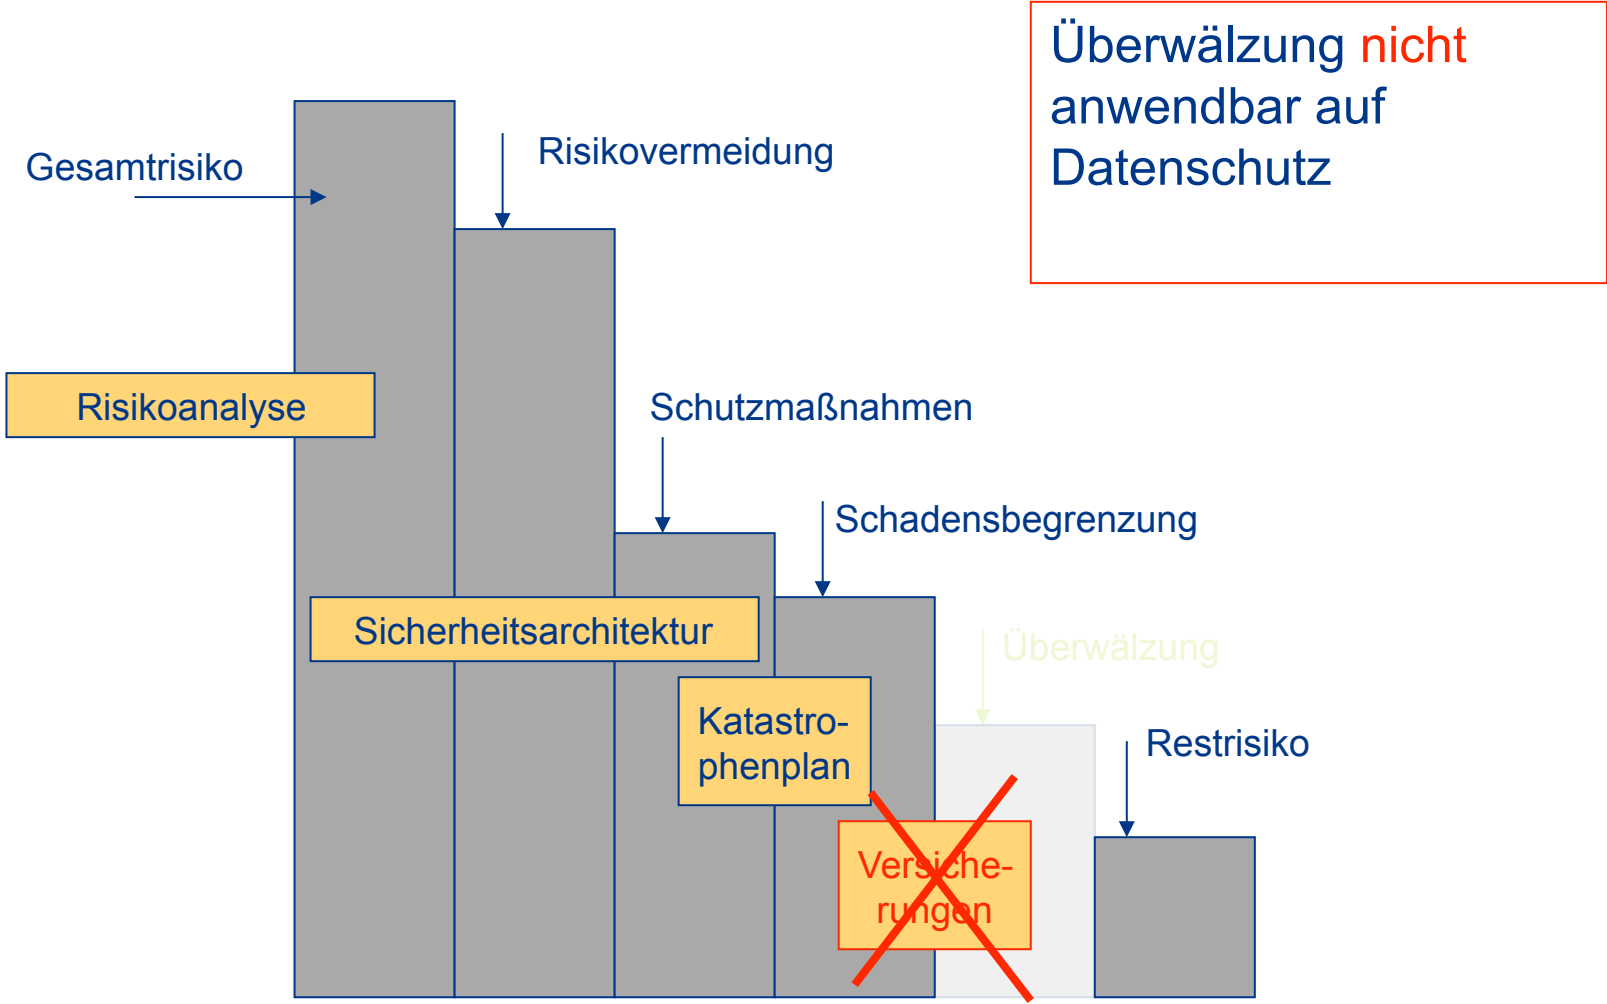 Überwälzung nicht
anwendbar auf
Datenschutz
Risikovermeidung
Gesamtrisiko
Risikoanalyse
Schutzmaßnahmen
Schadensbegrenzung
Sicherheitsarchitektur
Überwälzung
Katastro-
phenplan
Restrisiko
Versiche-
rungen